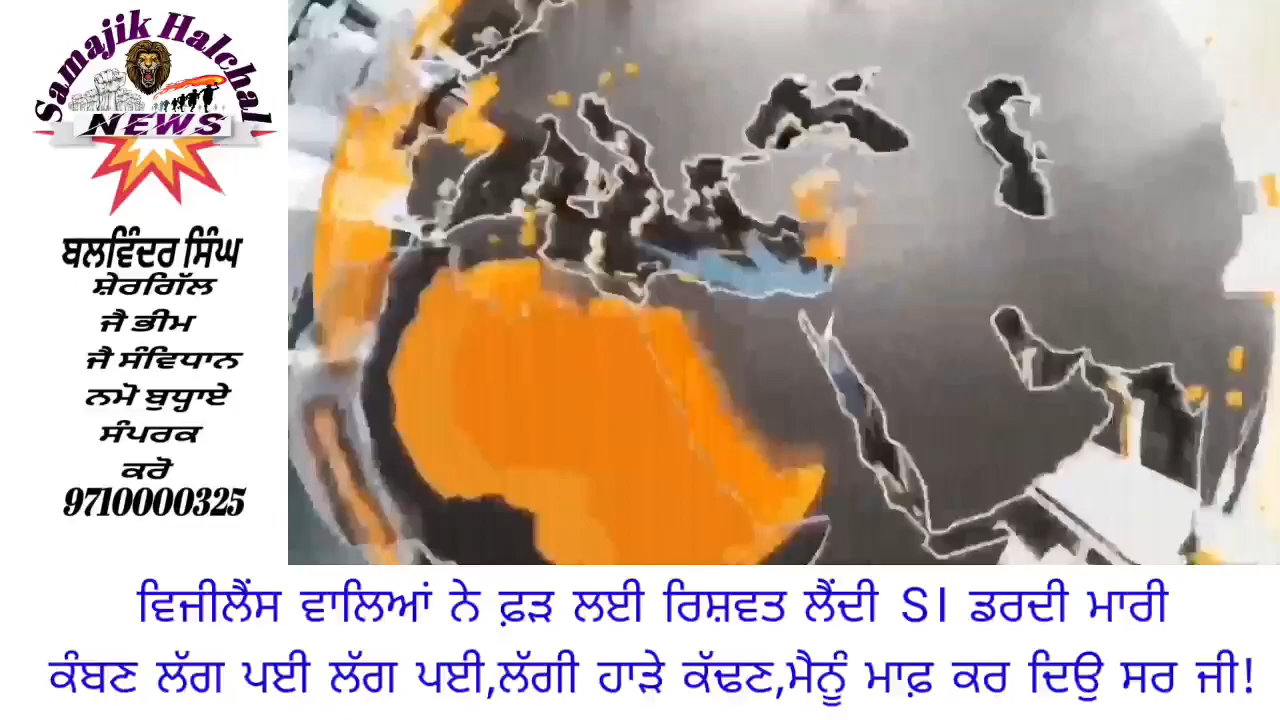 Samajik Halchal
NEWS
ਬਲਵਿੰਦਰ ਸਿੰਘ
ਸ਼ੇਰਗਿੱਲ
ਜੈ ਭੀਮ
ਜੈ ਸੰਵਿਧਾਨ
ਨਮੋ ਬੁਧਾਏ
ਸੰਪਰਕ
ਕਰੋ
9710000325
ਵਿਜੀਲੈਂਸ ਵਾਲਿਆਂ ਨੇ ਫ਼ੜ ਲਈ ਰਿਸ਼ਵਤ ਲੈਂਦੀ SI ਡਰਦੀ ਮਾਰੀ
ਕੰਬਣ ਲੱਗ ਪਈ ਲੱਗ ਪਈ,ਲੱਗੀ ਹਾੜੇ ਕੱਢਣ,ਮੈਨੂੰ ਮਾਫ਼ ਕਰ ਦਿਉ ਸਰ ਜੀ!